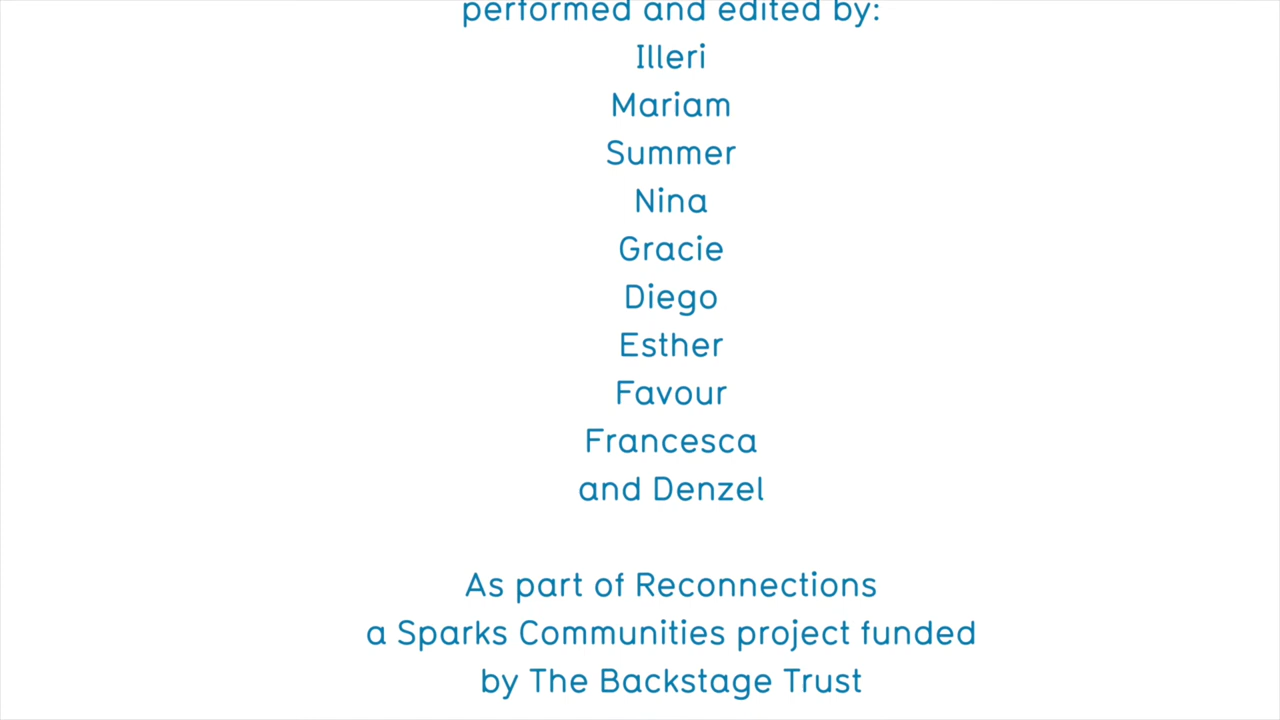 performed and edited by:
Illeri
Mariam
Summer
Nina
Gracie
Diego
Esther
Favour
Francesca
and Denzel
As part of Reconnections
a Sparks Communities project funded
by The Backstage Trust